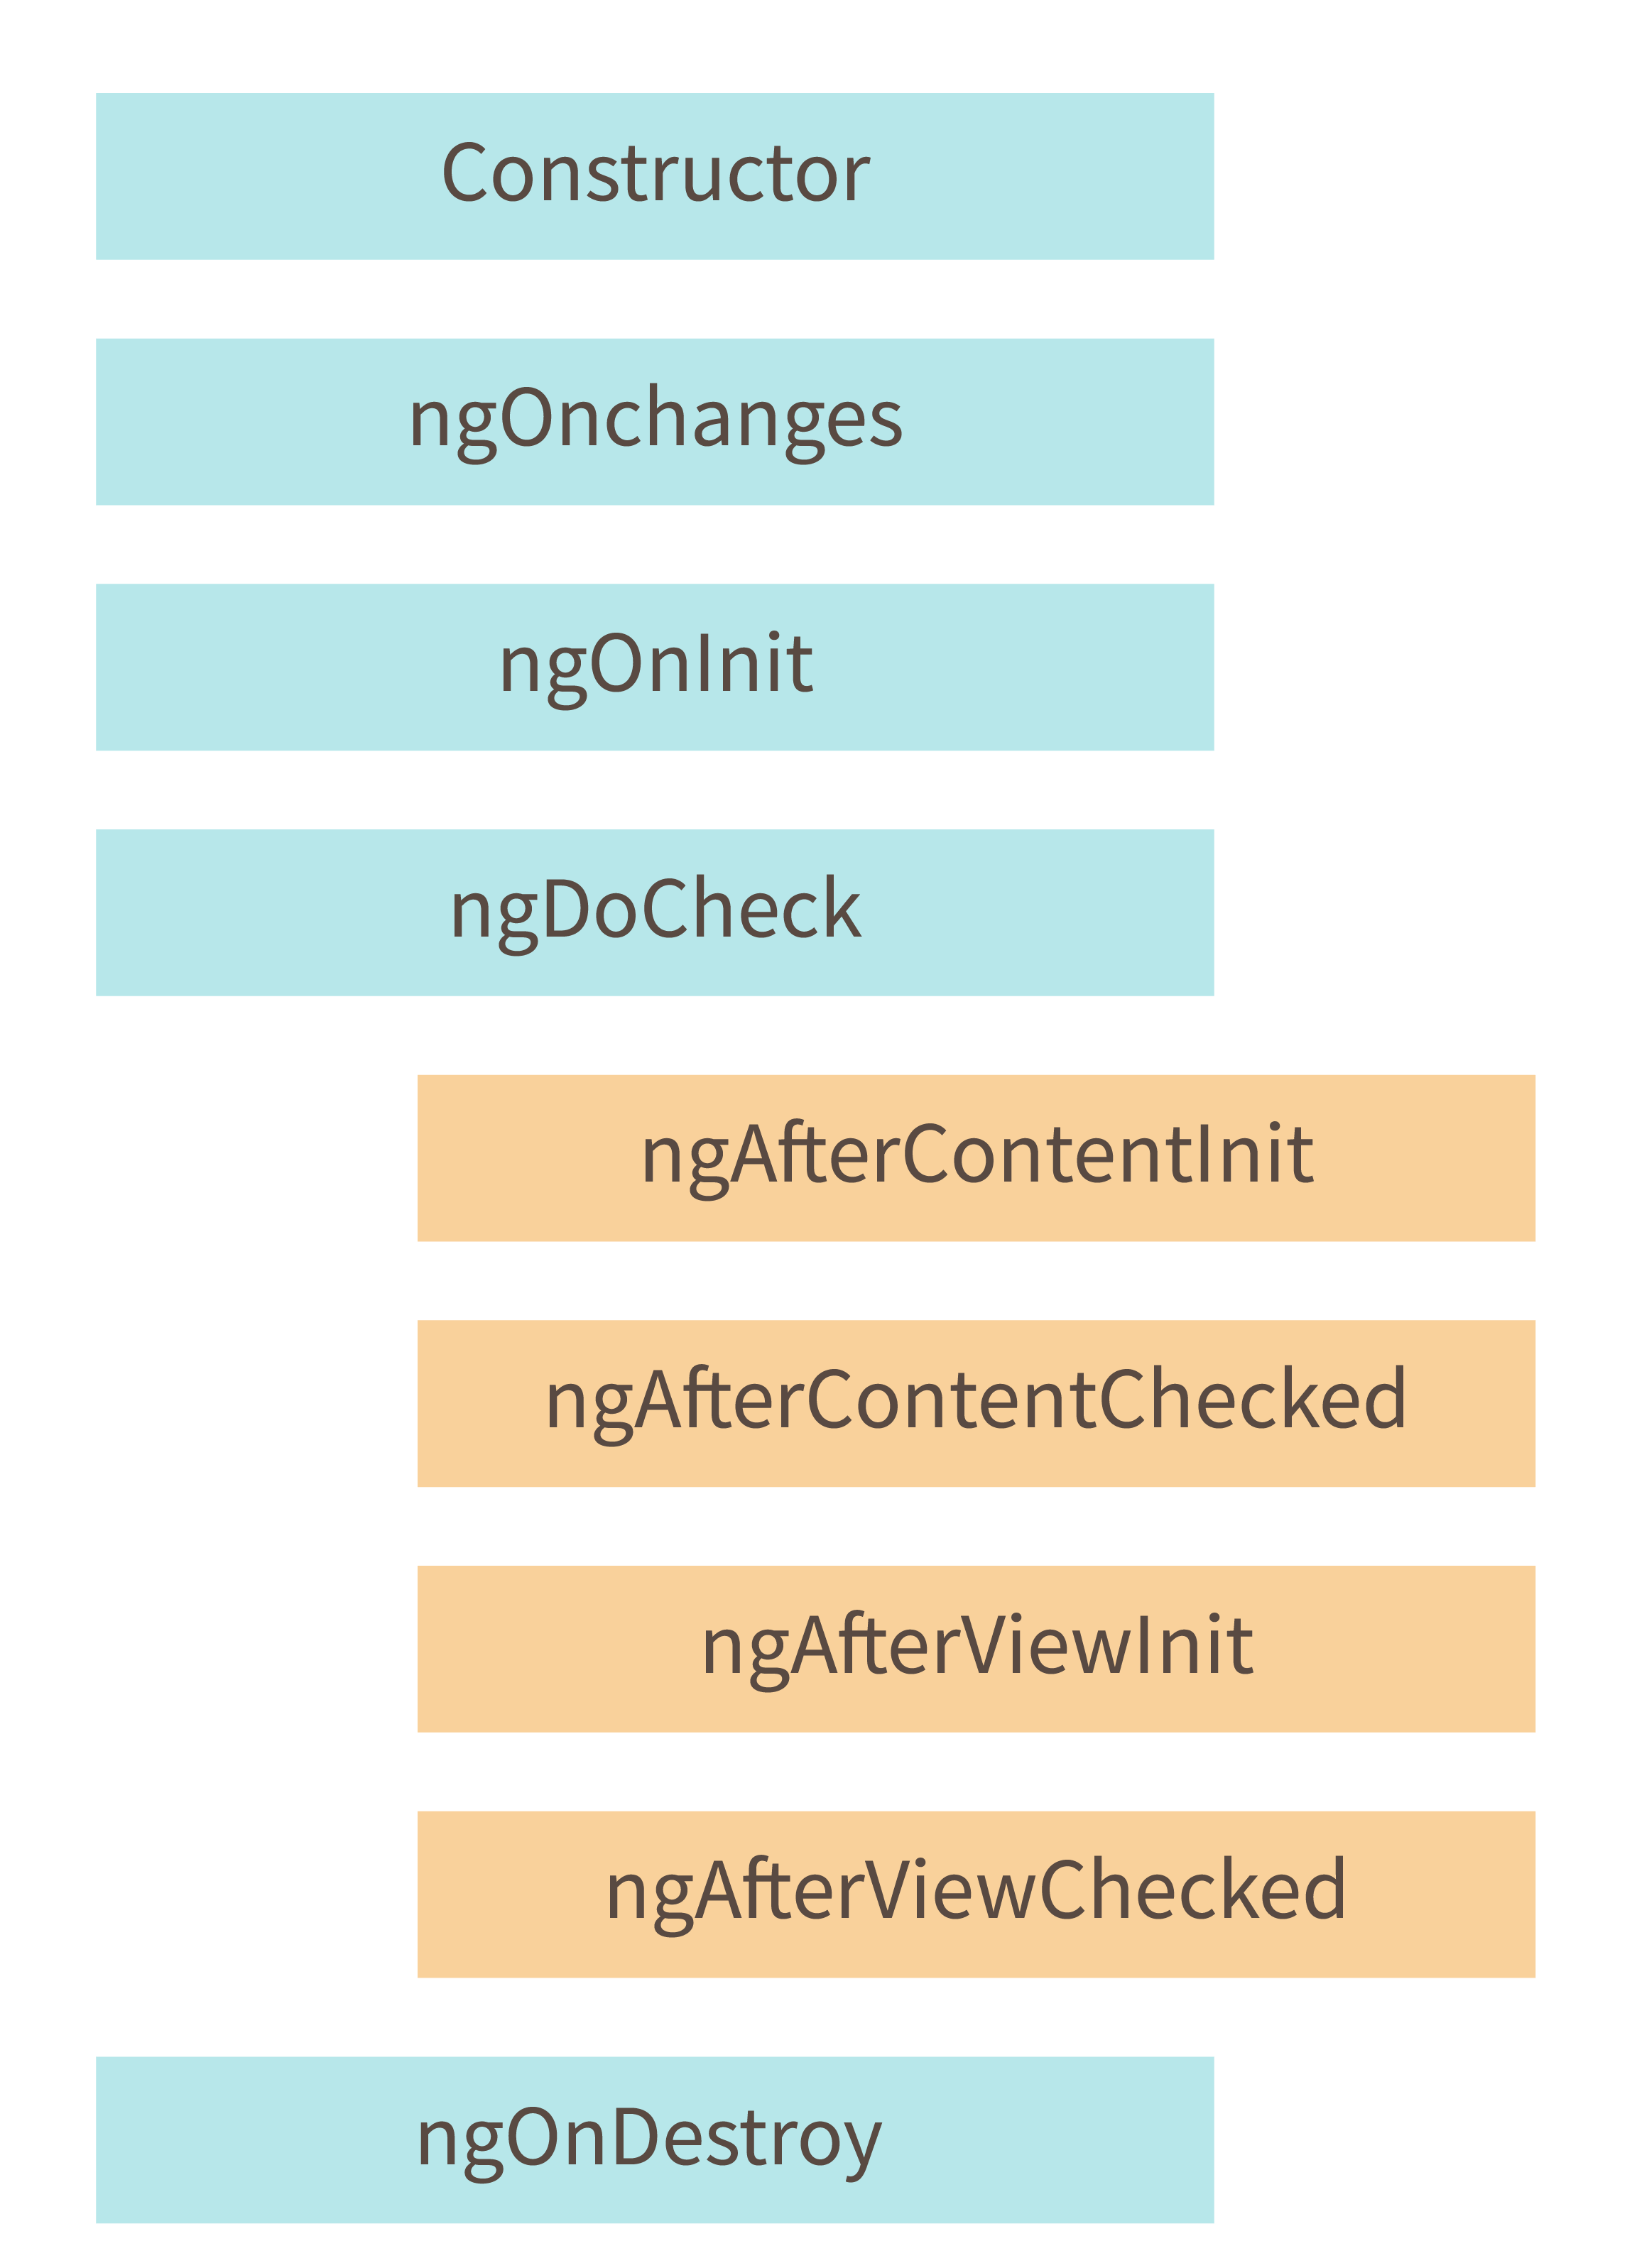 Constructor
ngOnchanges
ngOnInit
ngDoCheck
ngAfterContentInit
ngAfterContentChecked
ngAfterViewInit
ngAfterViewChecked
ngOnDestroy